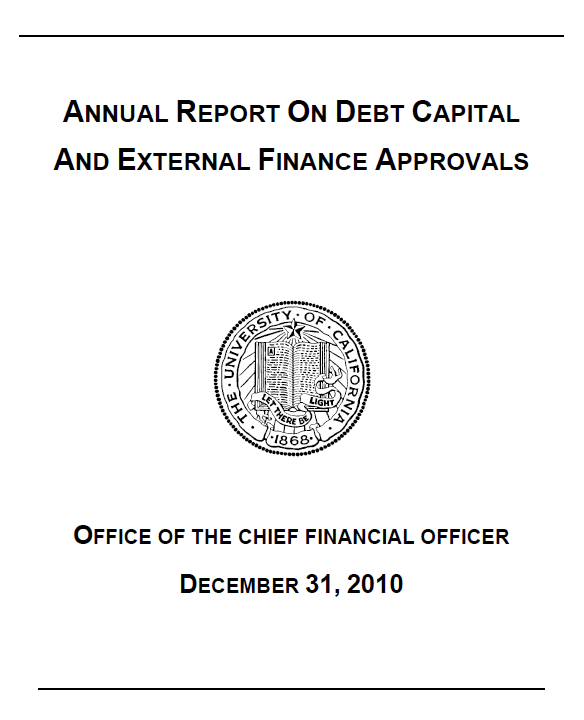 ANNUAL REPORT ON DEBT CAPITAL
AND EXTERNAL FINANCE APPROVALS
THE · UNIVERSITY · OF · CALIFORNIA ·
A
LET THERE BE
LIGHT
·1868·
OFFICE OF THE CHIEF FINANCIAL OFFICER
DECEMBER 31, 2010